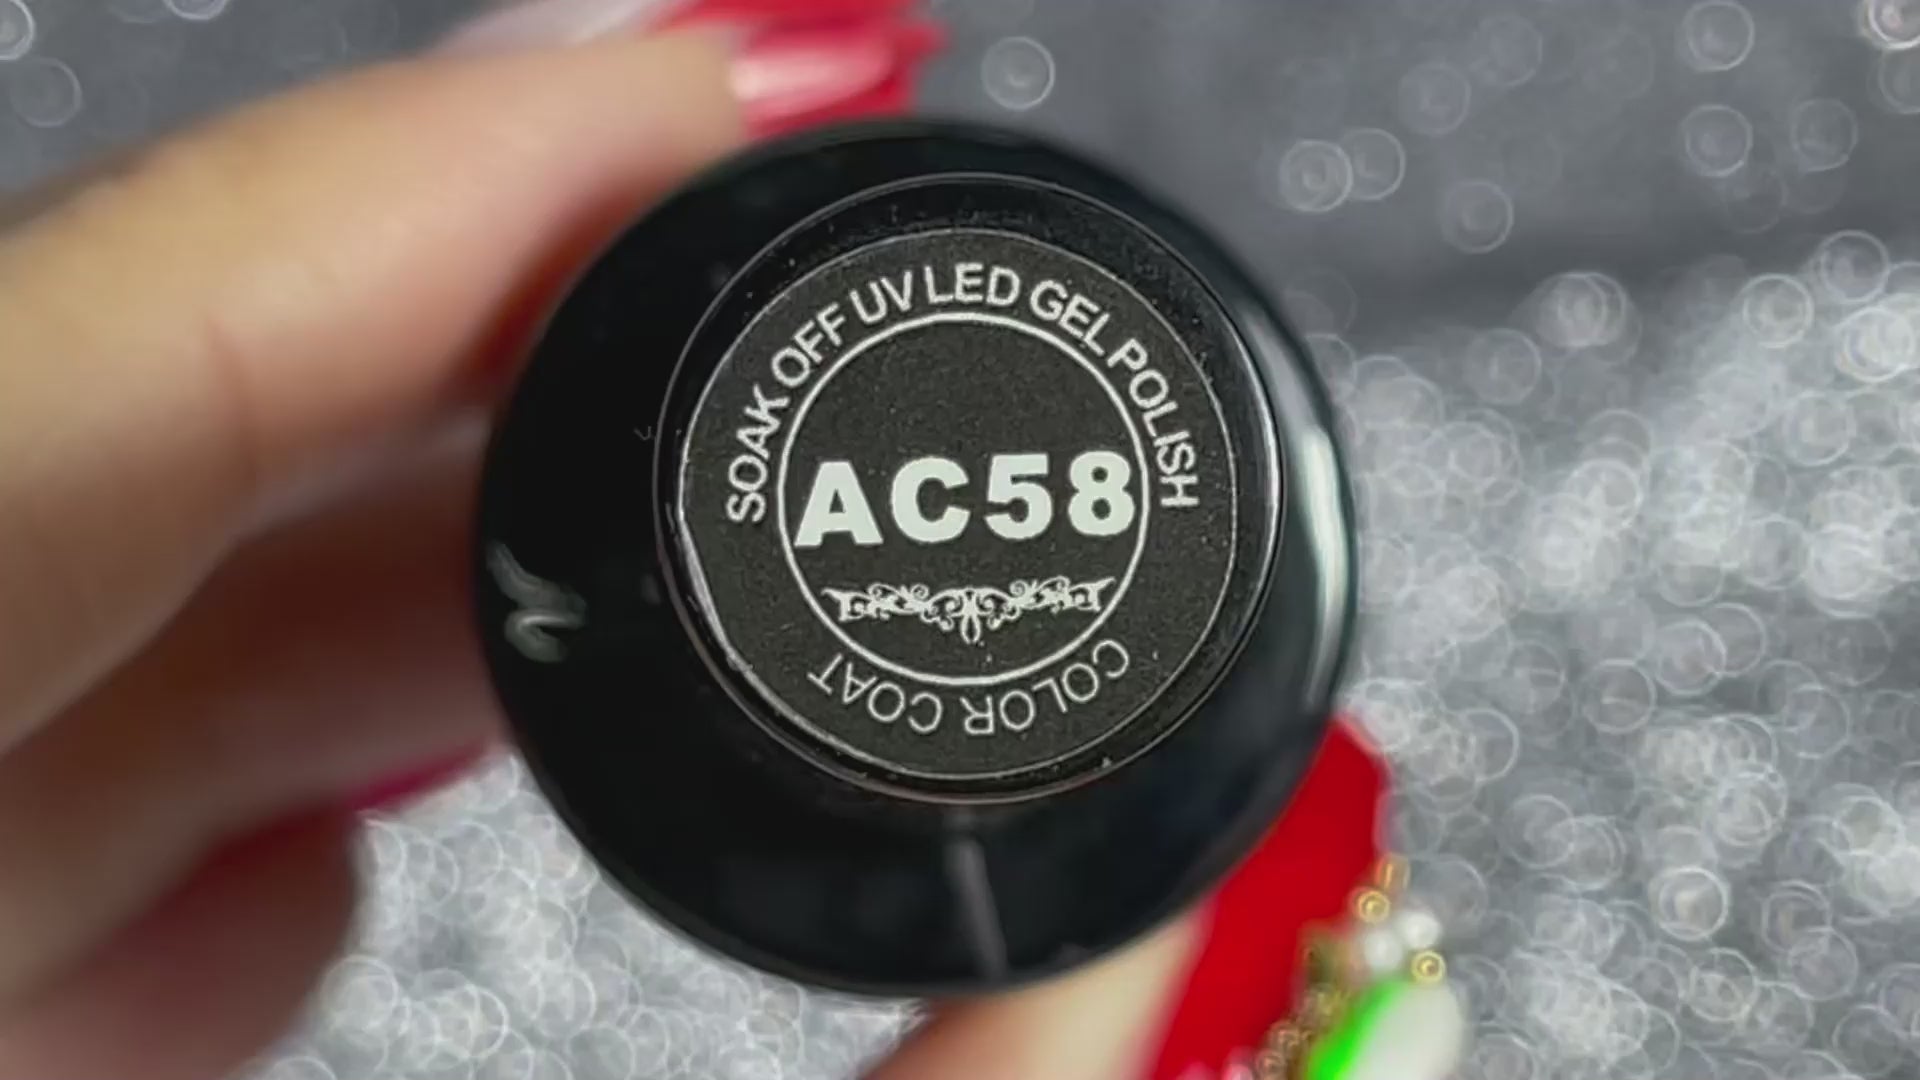 SOAK OFF UV LED GEL POLISH
AC58
COLOR COAT